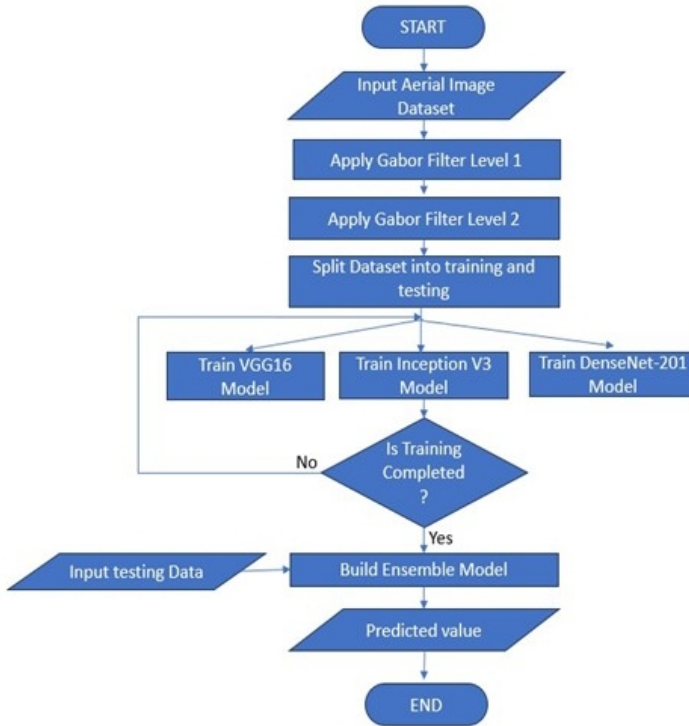 START
Input Aerial Image
Dataset
Apply Gabor Filter Level 1
Apply Gabor Filter Level 2
Split Dataset into training and
testing
Train VGG16
Model
Train Inception V3
Model
Train DenseNet-201
Model
Is Training
Completed
?
No
Yes
Input testing Data
Build Ensemble Model
Predicted value
END